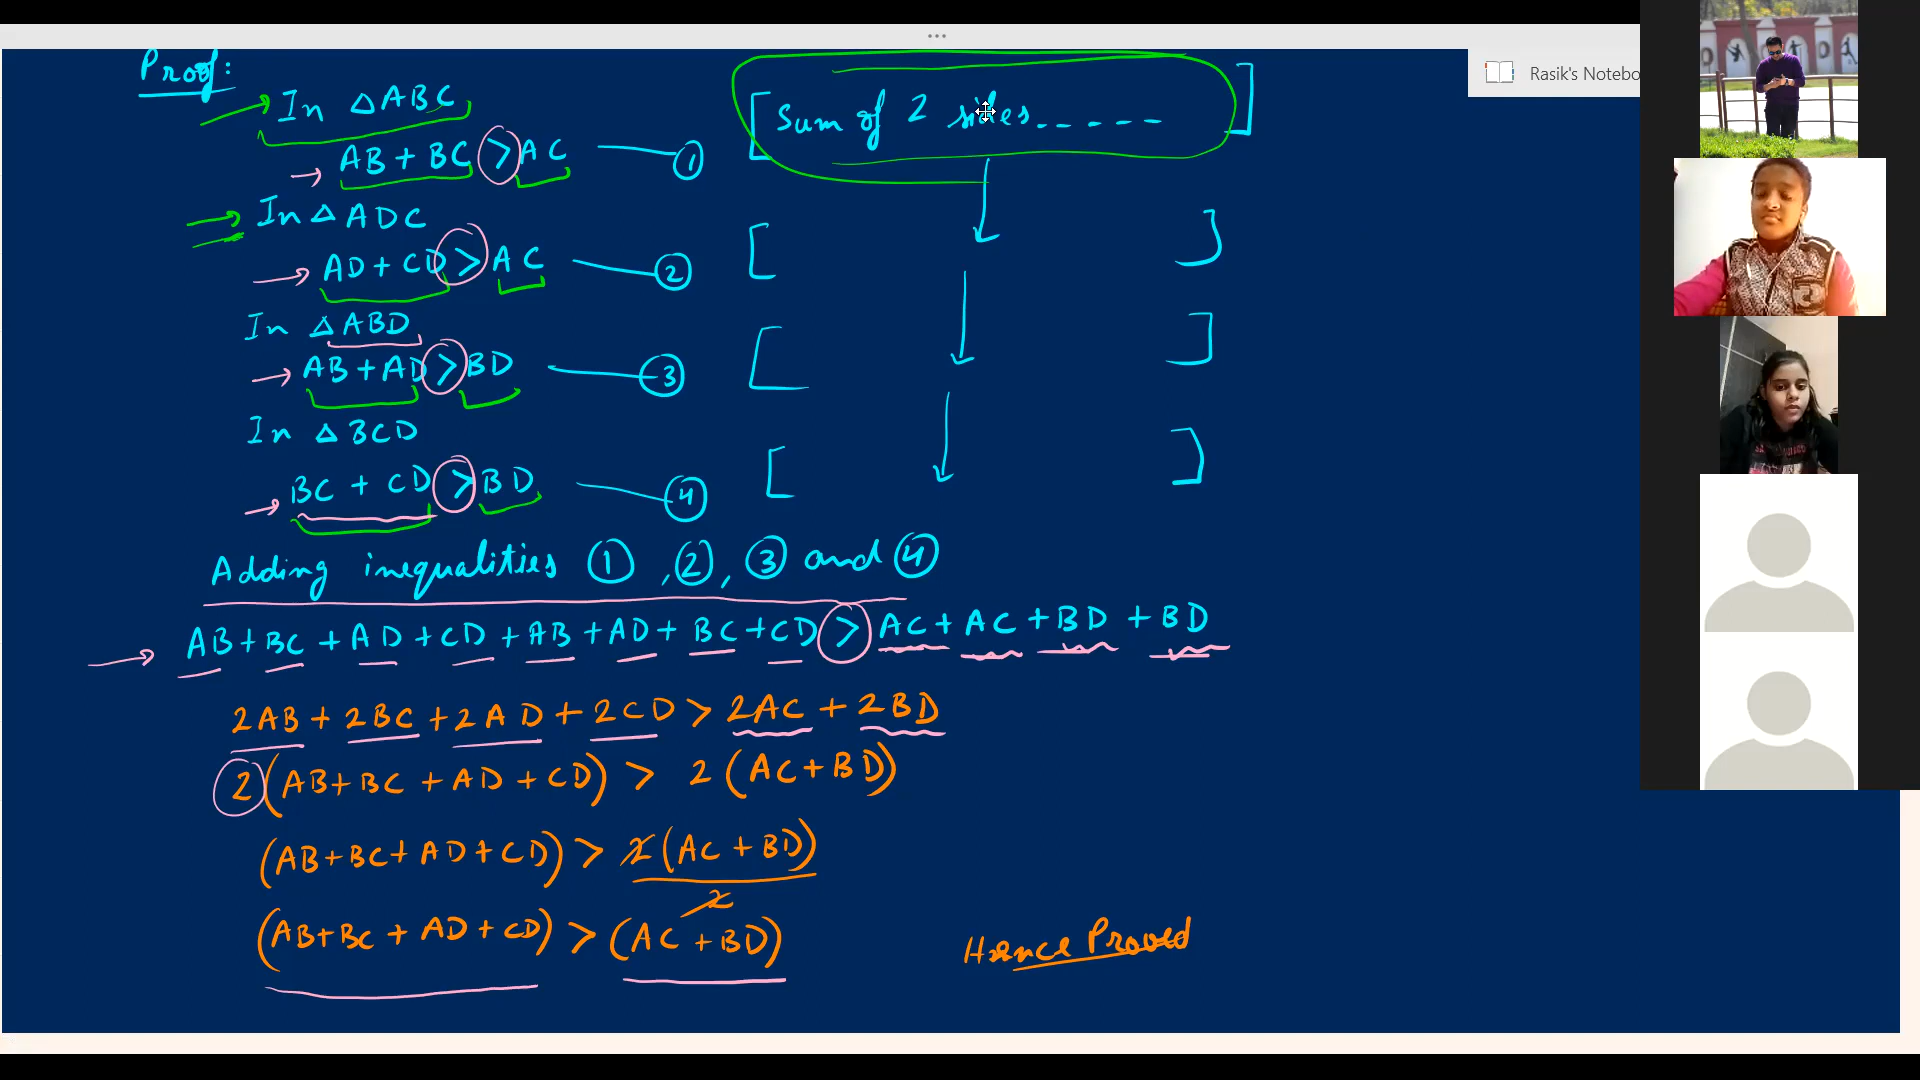 Proof:
In △ABC
[Sum of 2 sides.-----]
AB + BC > AC —— ①
In △ADC
AD + CD > AC —— ②
[ ]
In △ABD
AB + AD > BD —— ③
[ ]
In △BCD
BC + CD > BD —— ④
[ ]
Adding inequalities ①, ②, ③ and ④
AB+BC+AD+CD+AB+AD+BC+CD > AC+AC+BD+BD
2AB+2BC+2AD+2CD > 2AC+2BD
2(AB+BC+AD+CD) > 2(AC+BD)
(AB+BC+AD+CD) > 2(AC+BD)
2
(AB+BC+AD+CD) > (AC+BD)
Hence Proved
Rasik's Notebo